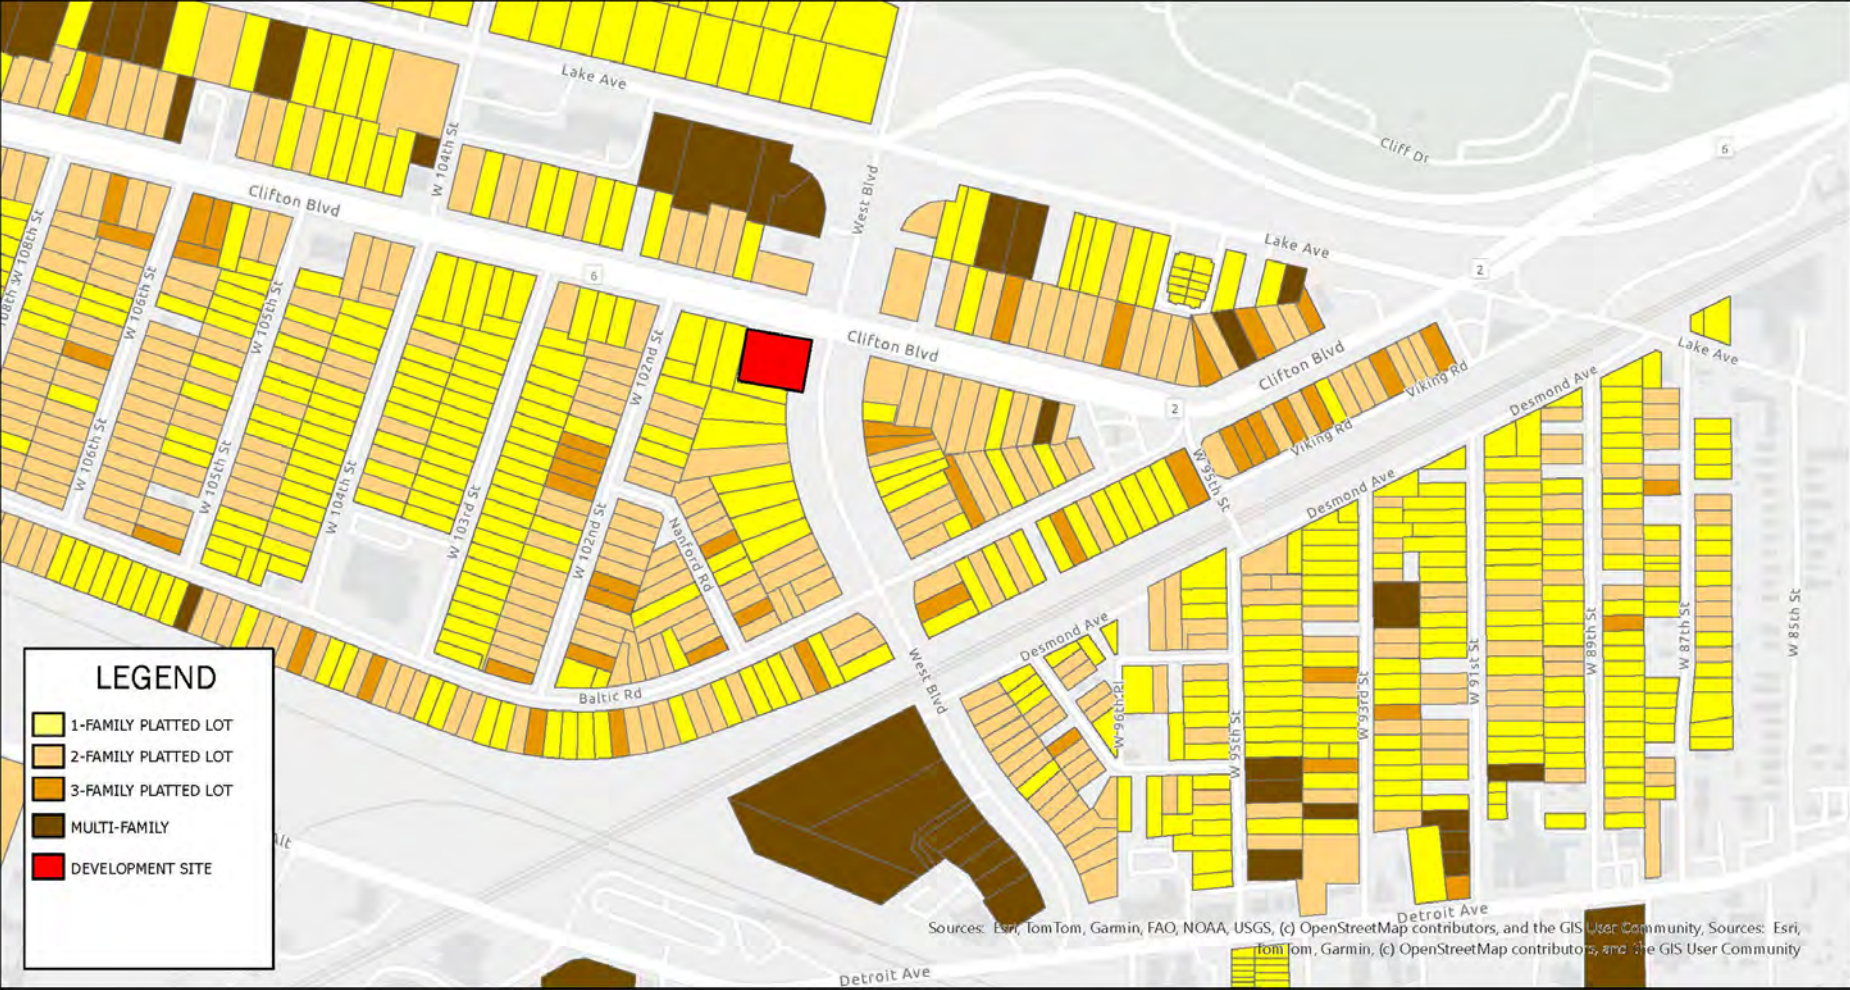 Lake Ave
Cliff Dr
6
W 104th St
Clifton Blvd
West Blvd
Lake Ave
2
W 108th St
108th St
W 106th St
W 105th St
6
W 102nd St
Clifton Blvd
Clifton Blvd
Viking Rd
Lake Ave
Desmond Ave
2
Viking Rd
W 106th St
W 105th St
W 104th St
W 103rd St
W 102nd St
Nanford Rd
W 95th St
Desmond Ave
Desmond Ave
W 89th St
W 87th St
W 85th St
West Blvd
Baltic Rd
W 96th Pl
W 95th St
W 93rd St
W 91st St
LEGEND
1-FAMILY PLATTED LOT
2-FAMILY PLATTED LOT
3-FAMILY PLATTED LOT
MULTI-FAMILY
DEVELOPMENT SITE
Alt
Detroit Ave
Sources: Esri, TomTom, Garmin, FAO, NOAA, USGS, (c) OpenStreetMap contributors, and the GIS User Community, Sources: Esri,
TomTom, Garmin, (c) OpenStreetMap contributors, and the GIS User Community
Detroit Ave